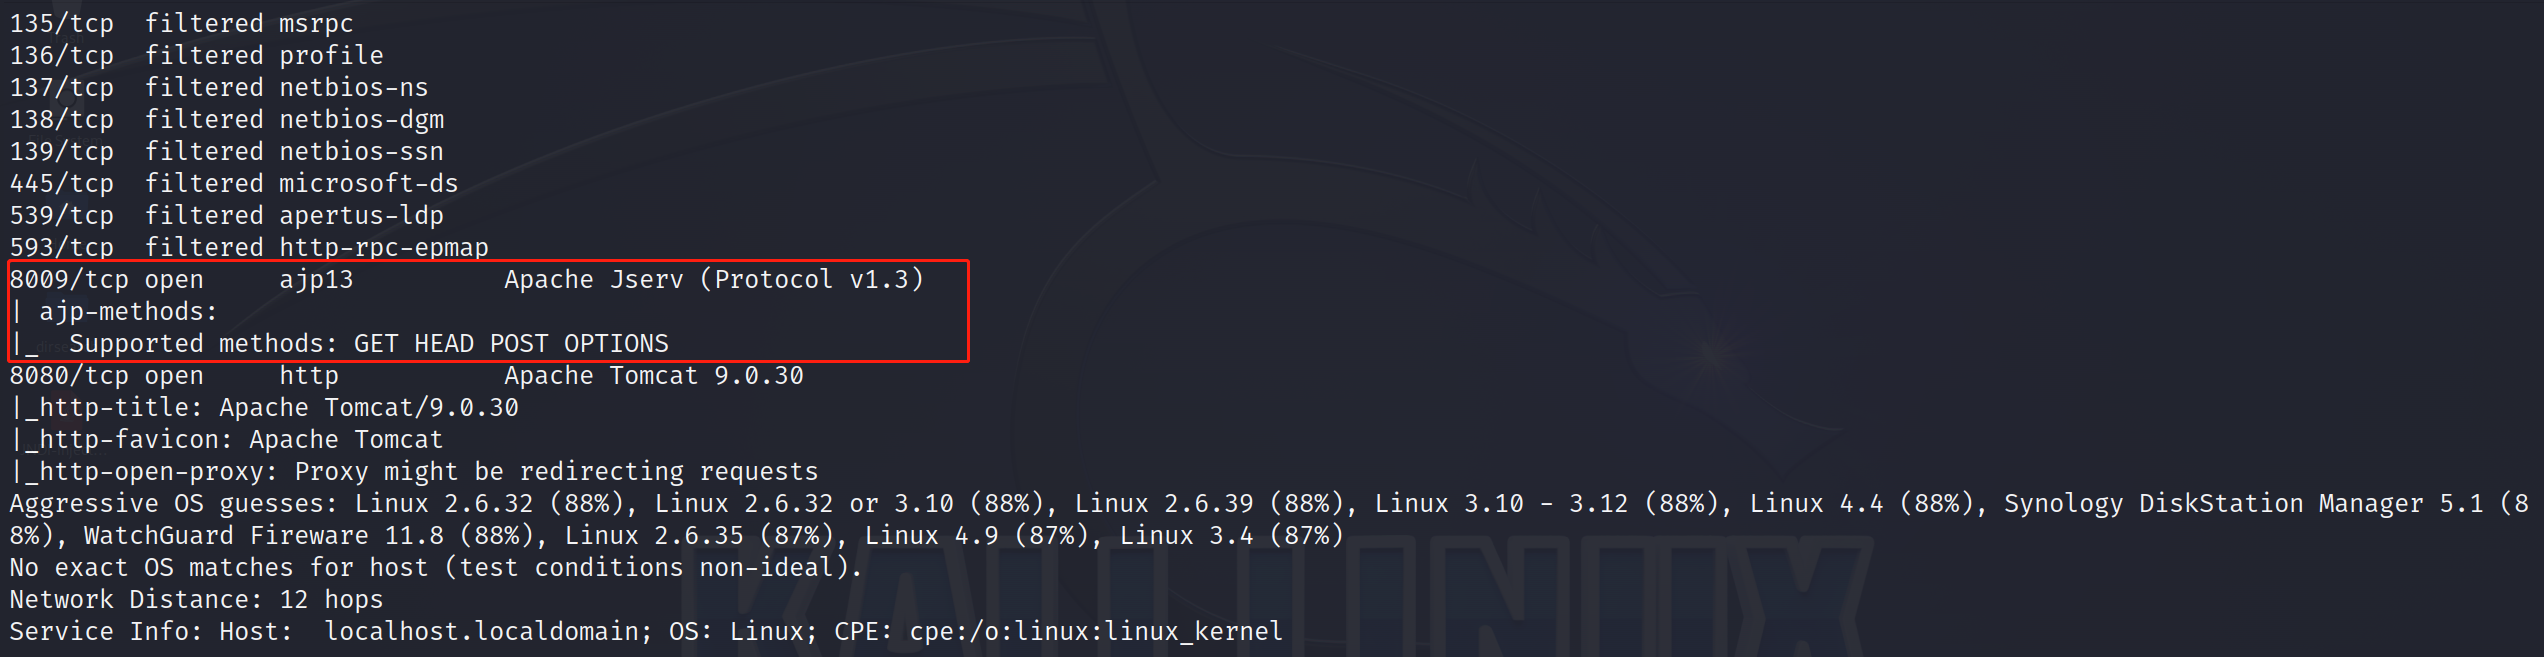 135/tcp  filtered msrpc
136/tcp  filtered profile
137/tcp  filtered netbios-ns
138/tcp  filtered netbios-dgm
139/tcp  filtered netbios-ssn
445/tcp  filtered microsoft-ds
539/tcp  filtered apertus-ldp
593/tcp  filtered http-rpc-epmap
8009/tcp open     ajp13          Apache Jserv (Protocol v1.3)
| ajp-methods:
|_  Supported methods: GET HEAD POST OPTIONS
8080/tcp open     http           Apache Tomcat 9.0.30
|_http-title: Apache Tomcat/9.0.30
|_http-favicon: Apache Tomcat
|_http-open-proxy: Proxy might be redirecting requests
Aggressive OS guesses: Linux 2.6.32 (88%), Linux 2.6.32 or 3.10 (88%), Linux 2.6.39 (88%), Linux 3.10 - 3.12 (88%), Linux 4.4 (88%), Synology DiskStation Manager 5.1 (8
8%), WatchGuard Fireware 11.8 (88%), Linux 2.6.35 (87%), Linux 4.9 (87%), Linux 3.4 (87%)
No exact OS matches for host (test conditions non-ideal).
Network Distance: 12 hops
Service Info: Host:  localhost.localdomain; OS: Linux; CPE: cpe:/o:linux:linux_kernel
KALI LINUX